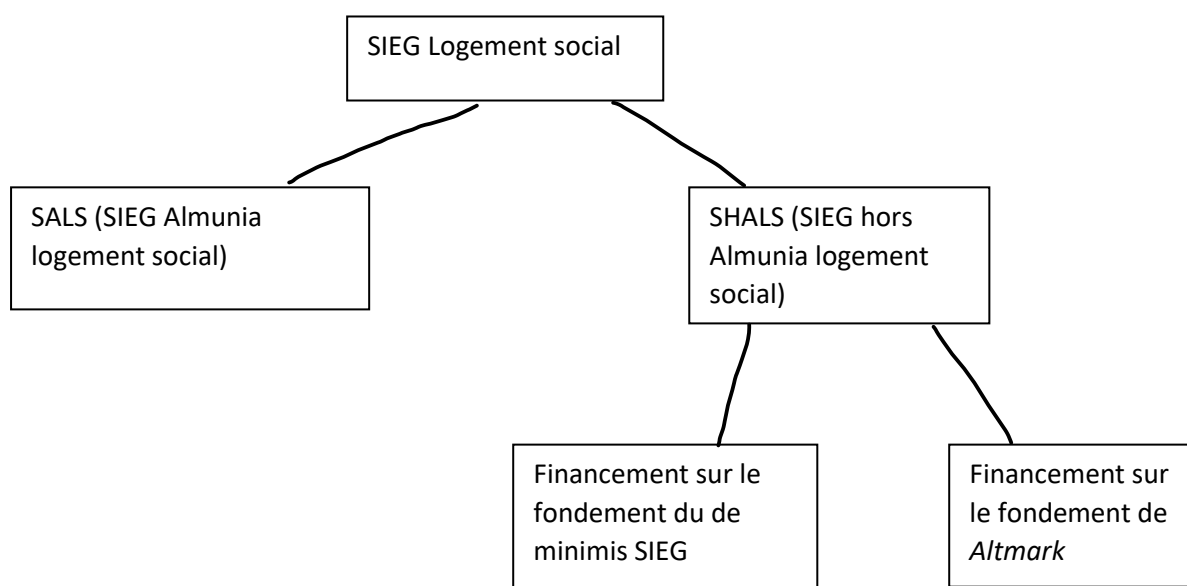 SIEG Logement social
SALS (SIEG Almunia
logement social)
SHALS (SIEG hors
Almunia logement
social)
Financement sur le
fondement du de
minimis SIEG
Financement sur
le fondement de
Altmark